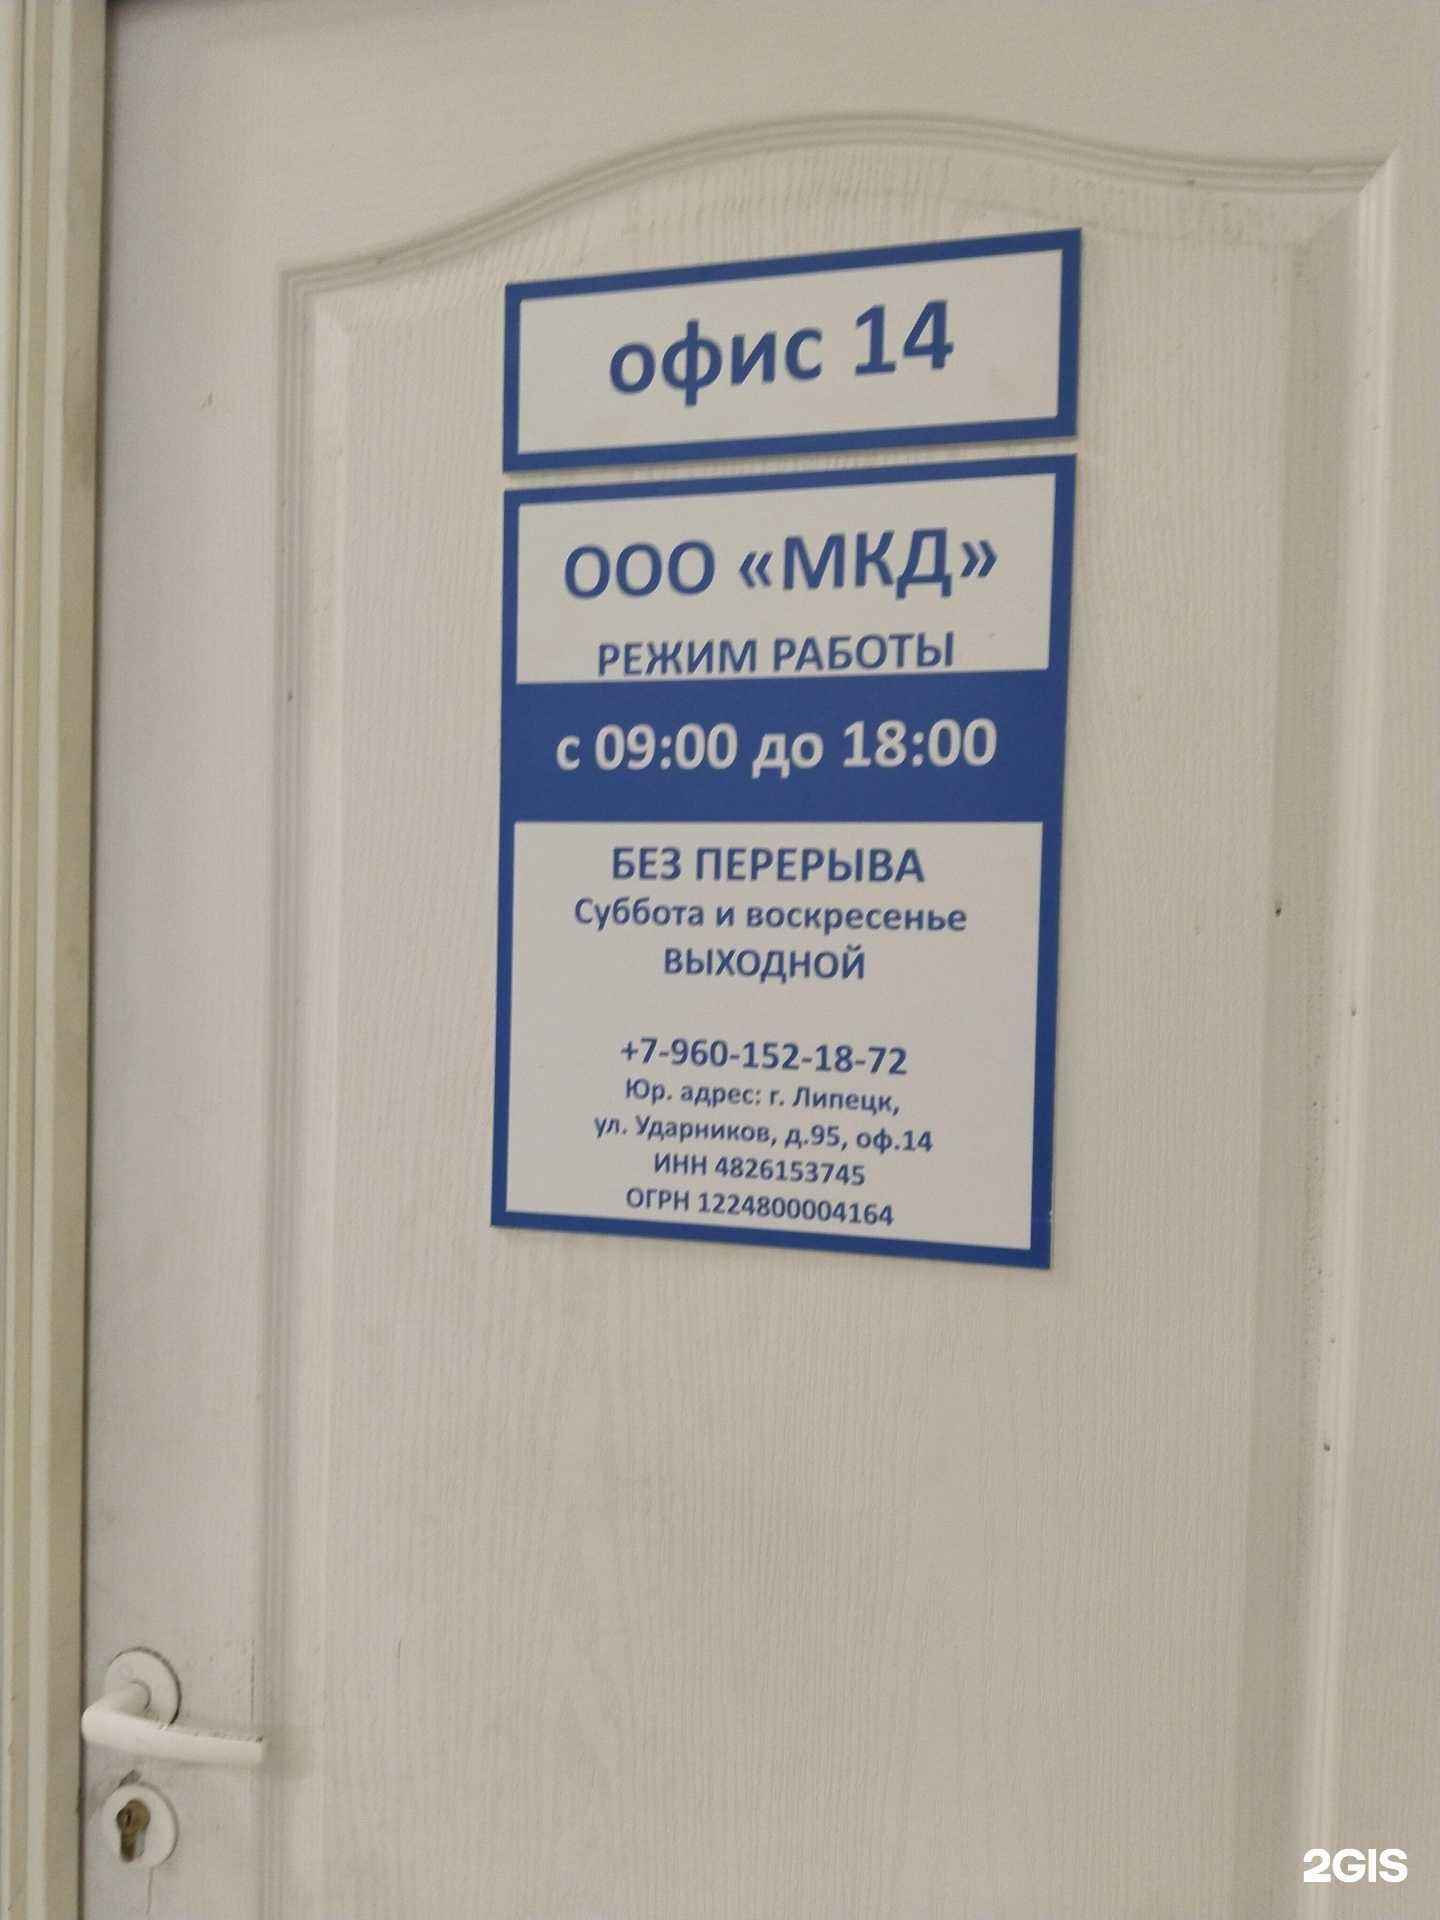 офис 14
ООО «МКД»
РЕЖИМ РАБОТЫ
с 09:00 до 18:00
БЕЗ ПЕРЕРЫВА
Суббота и воскресенье
ВЫХОДНОЙ
+7-960-152-18-72
Юр. адрес: г. Липецк,
ул. Ударников, д.95, оф.14
ИНН 4826153745
ОГРН 1224800004164
2GIS